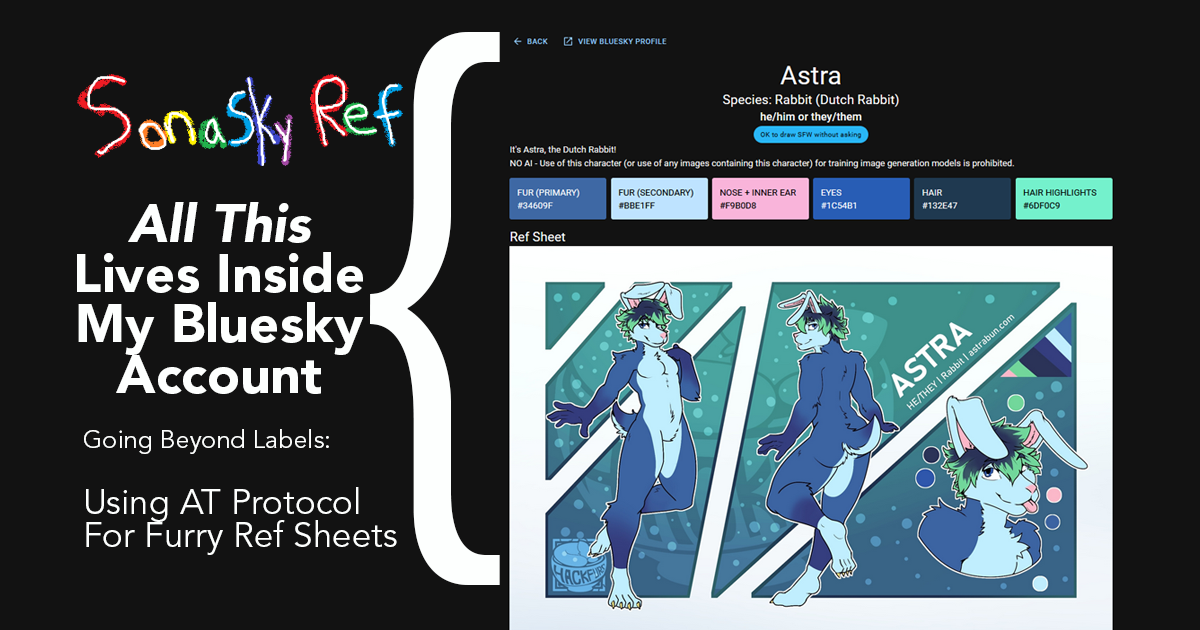 Sonasky Ref
All This
Lives Inside
My Bluesky
Account
Going Beyond Labels:
Using AT Protocol
For Furry Ref Sheets
BACK
VIEW BLUESKY PROFILE
Astra
Species: Rabbit (Dutch Rabbit)
he/him or they/them
OK to draw SFW without asking
It's Astra, the Dutch Rabbit!
NO AI - Use of this character (or use of any images containing this character) for training image generation models is prohibited.
FUR (PRIMARY)
#34609F
FUR (SECONDARY)
#BBE1FF
NOSE + INNER EAR
#F9B0D8
EYES
#1C54B1
HAIR
#132E47
HAIR HIGHLIGHTS
#6DF0C9
Ref Sheet
ASTRA
HE/THEY | Rabbit | astrabun.com